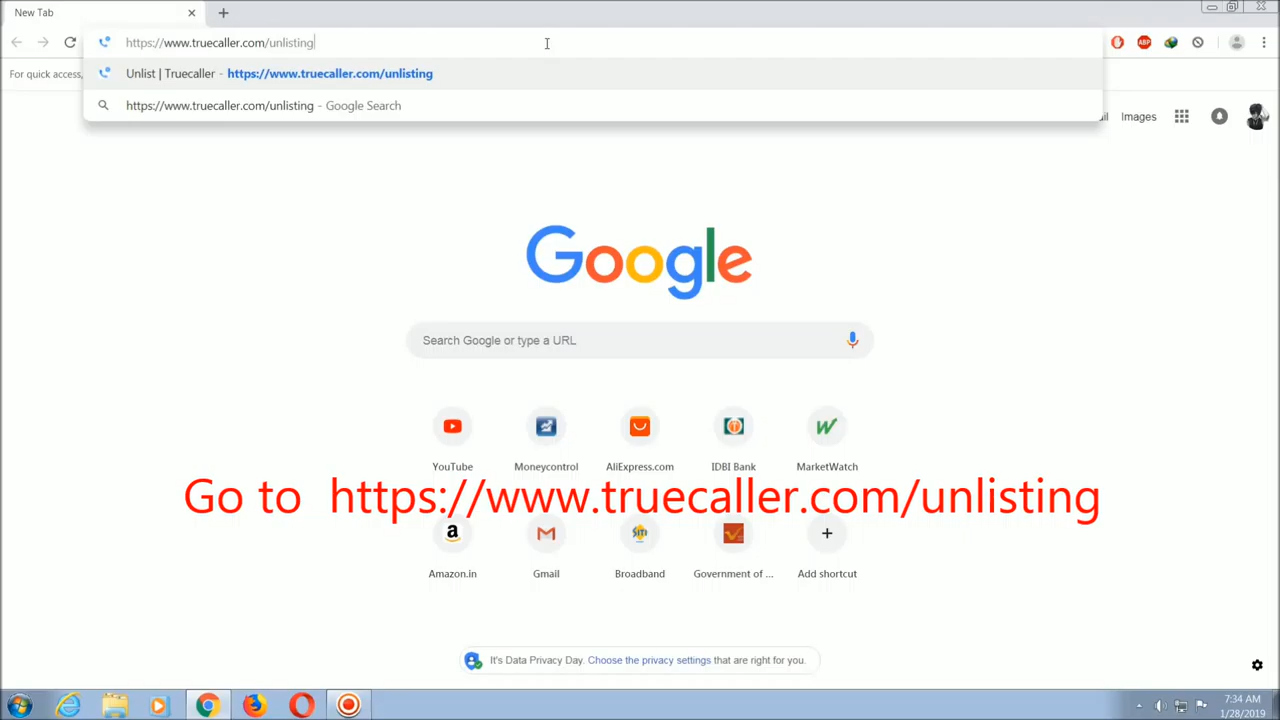 New Tab
https://www.truecaller.com/unlisting
For quick access,
Unlist | Truecaller - https://www.truecaller.com/unlisting
https://www.truecaller.com/unlisting - Google Search
ABP
Images
Google
Search Google or type a URL
YouTube
Moneycontrol
AliExpress.com
IDBI Bank
MarketWatch
Go to https://www.truecaller.com/unlisting
Amazon.in
Gmail
Broadband
Government of ...
Add shortcut
It's Data Privacy Day. Choose the privacy settings that are right for you.
7:34 AM
1/28/2019